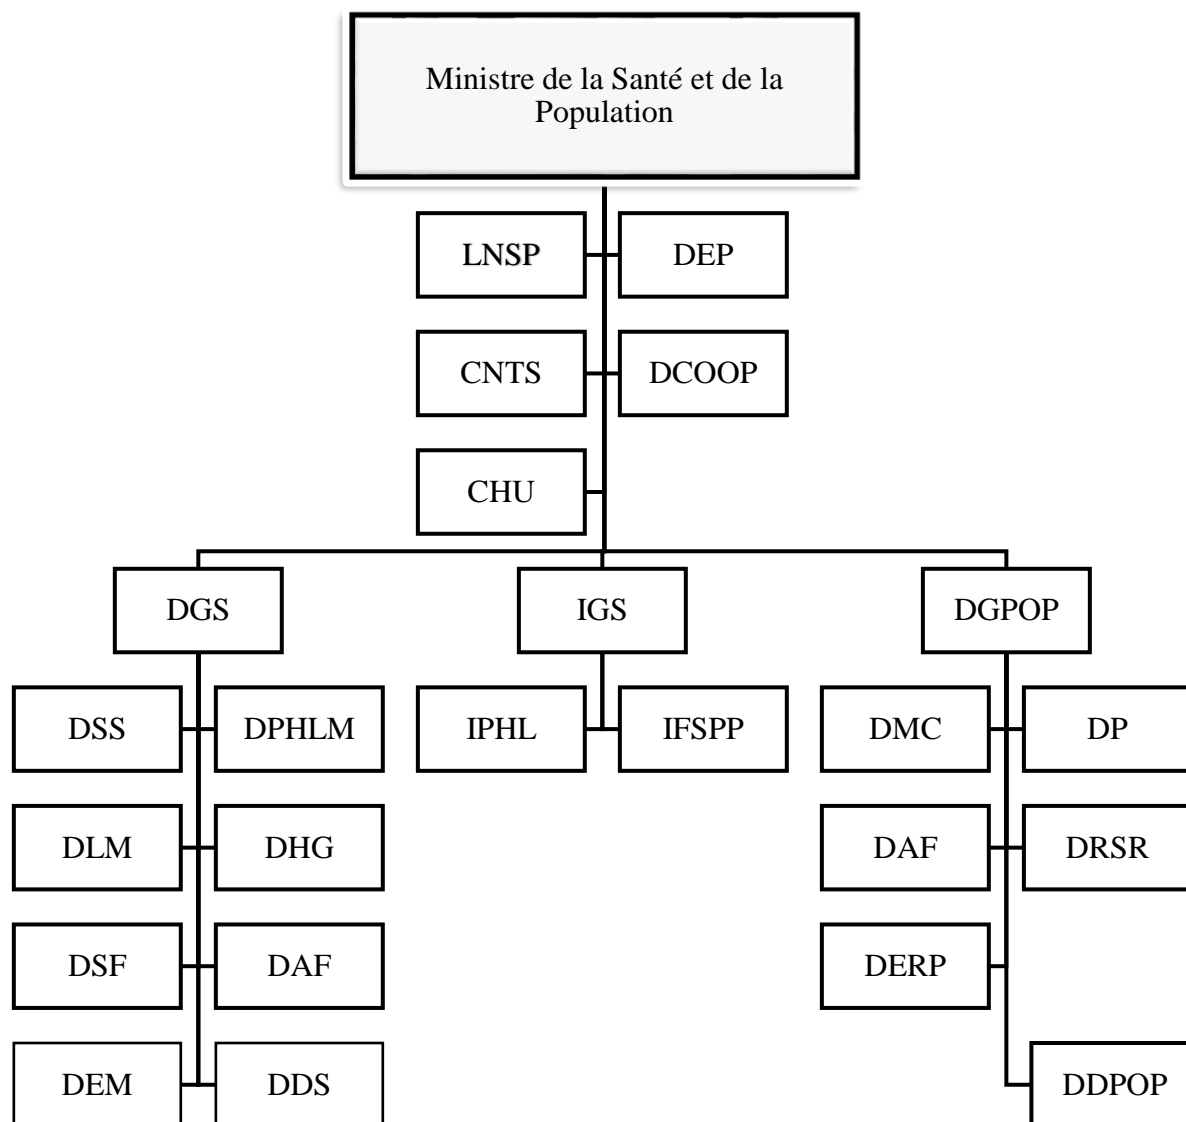 Ministre de la Santé et de la
Population
LNSP
DEP
CNTS
DCOOP
CHU
DGS
IGS
DGPOP
DSS
DPHLM
IPHL
IFSPP
DMC
DP
DLM
DHG
DAF
DRSR
DSF
DAF
DERP
DEM
DDS
DDPOP